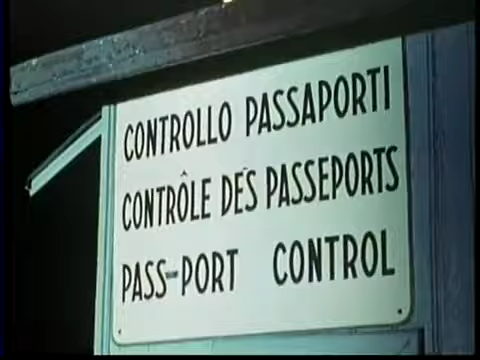 CONTROLLO PASSAPORTI
CONTRÔLE DES PASSEPORTS
PASS-PORT CONTROL